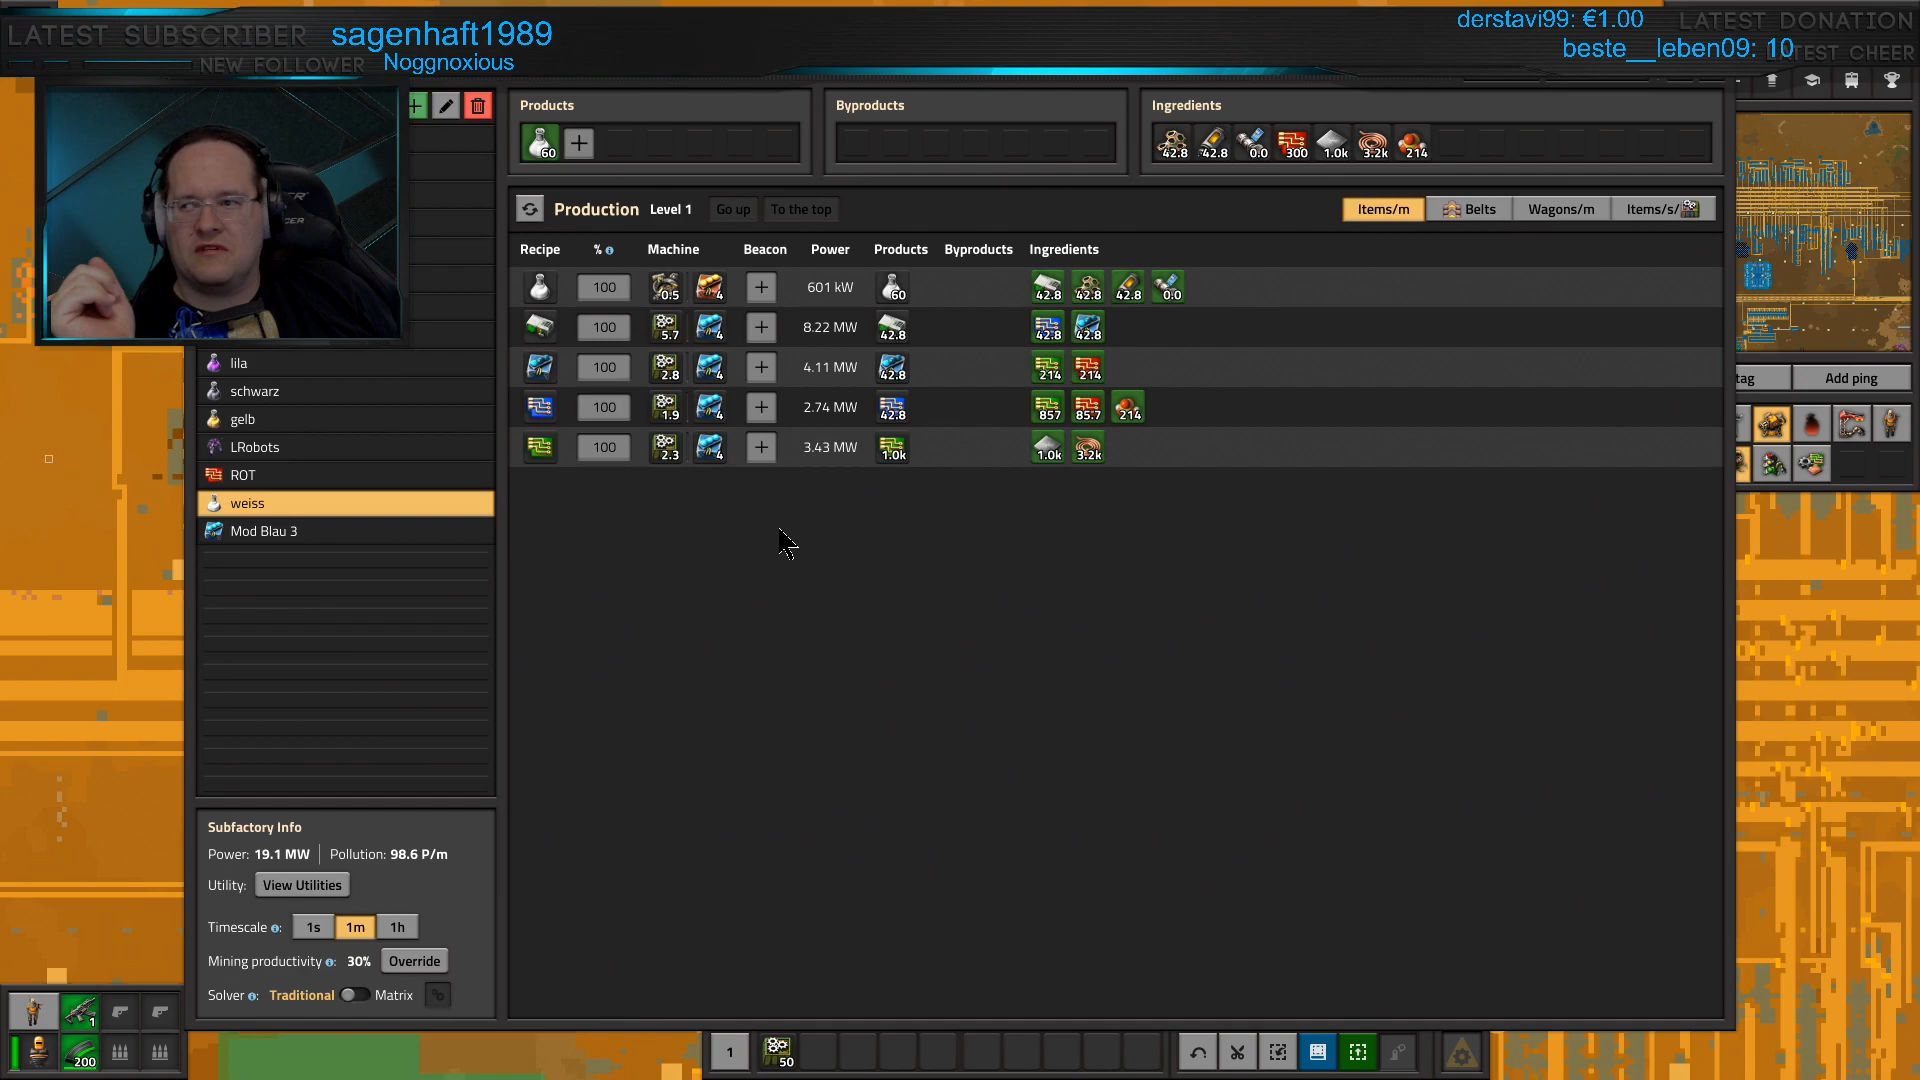 LATEST SUBSCRIBER sagenhaft1989
NEW FOLLOWER Noggnoxious
derstavi99: €1.00 LATEST DONATION
beste__leben09: 10 TEST CHEER
Products
Byproducts
Ingredients
60
42.8 42.8 0.0 300 1.0k 3.2k 214
Production Level 1 Go up To the top
Items/m Belts Wagons/m Items/s/
Recipe % Machine Beacon Power Products Byproducts Ingredients
100 0.5 4 601 kW 60 42.8 42.8 42.8 0.0
100 5.7 4 8.22 MW 42.8 42.8 42.8
100 2.8 4 4.11 MW 42.8 214 214
100 1.9 4 2.74 MW 42.8 857 85.7 214
100 2.3 4 3.43 MW 1.0k 1.0k 3.2k
lila
schwarz
gelb
LRobots
ROT
weiss
Mod Blau 3
tag Add ping
Subfactory Info
Power: 19.1 MW Pollution: 98.6 P/m
Utility: View Utilities
Timescale : 1s 1m 1h
Mining productivity : 30% Override
Solver : Traditional Matrix
1
200
1 50